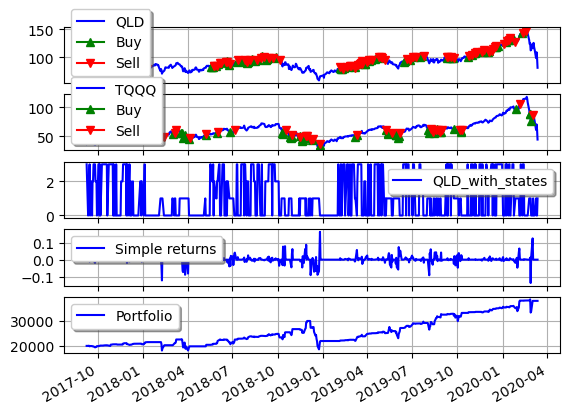 150
100
QLD
Buy
Sell
100
50
TQQQ
Buy
Sell
2
0
QLD_with_states
0.1
0.0
−0.1
Simple returns
30000
20000
Portfolio
2017-10 2018-01 2018-04 2018-07 2018-10 2019-01 2019-04 2019-07 2019-10 2020-01 2020-04